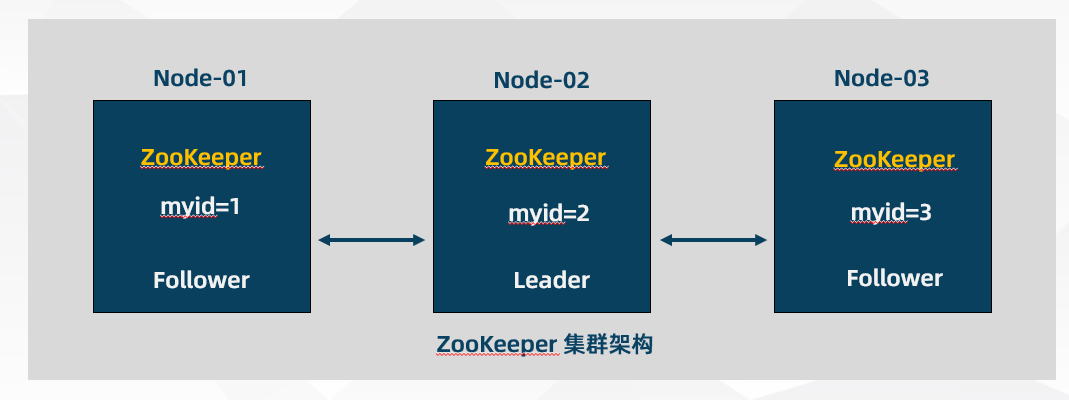 Node-01
ZooKeeper
myid=1
Follower
Node-02
ZooKeeper
myid=2
Leader
Node-03
ZooKeeper
myid=3
Follower
ZooKeeper 集群架构